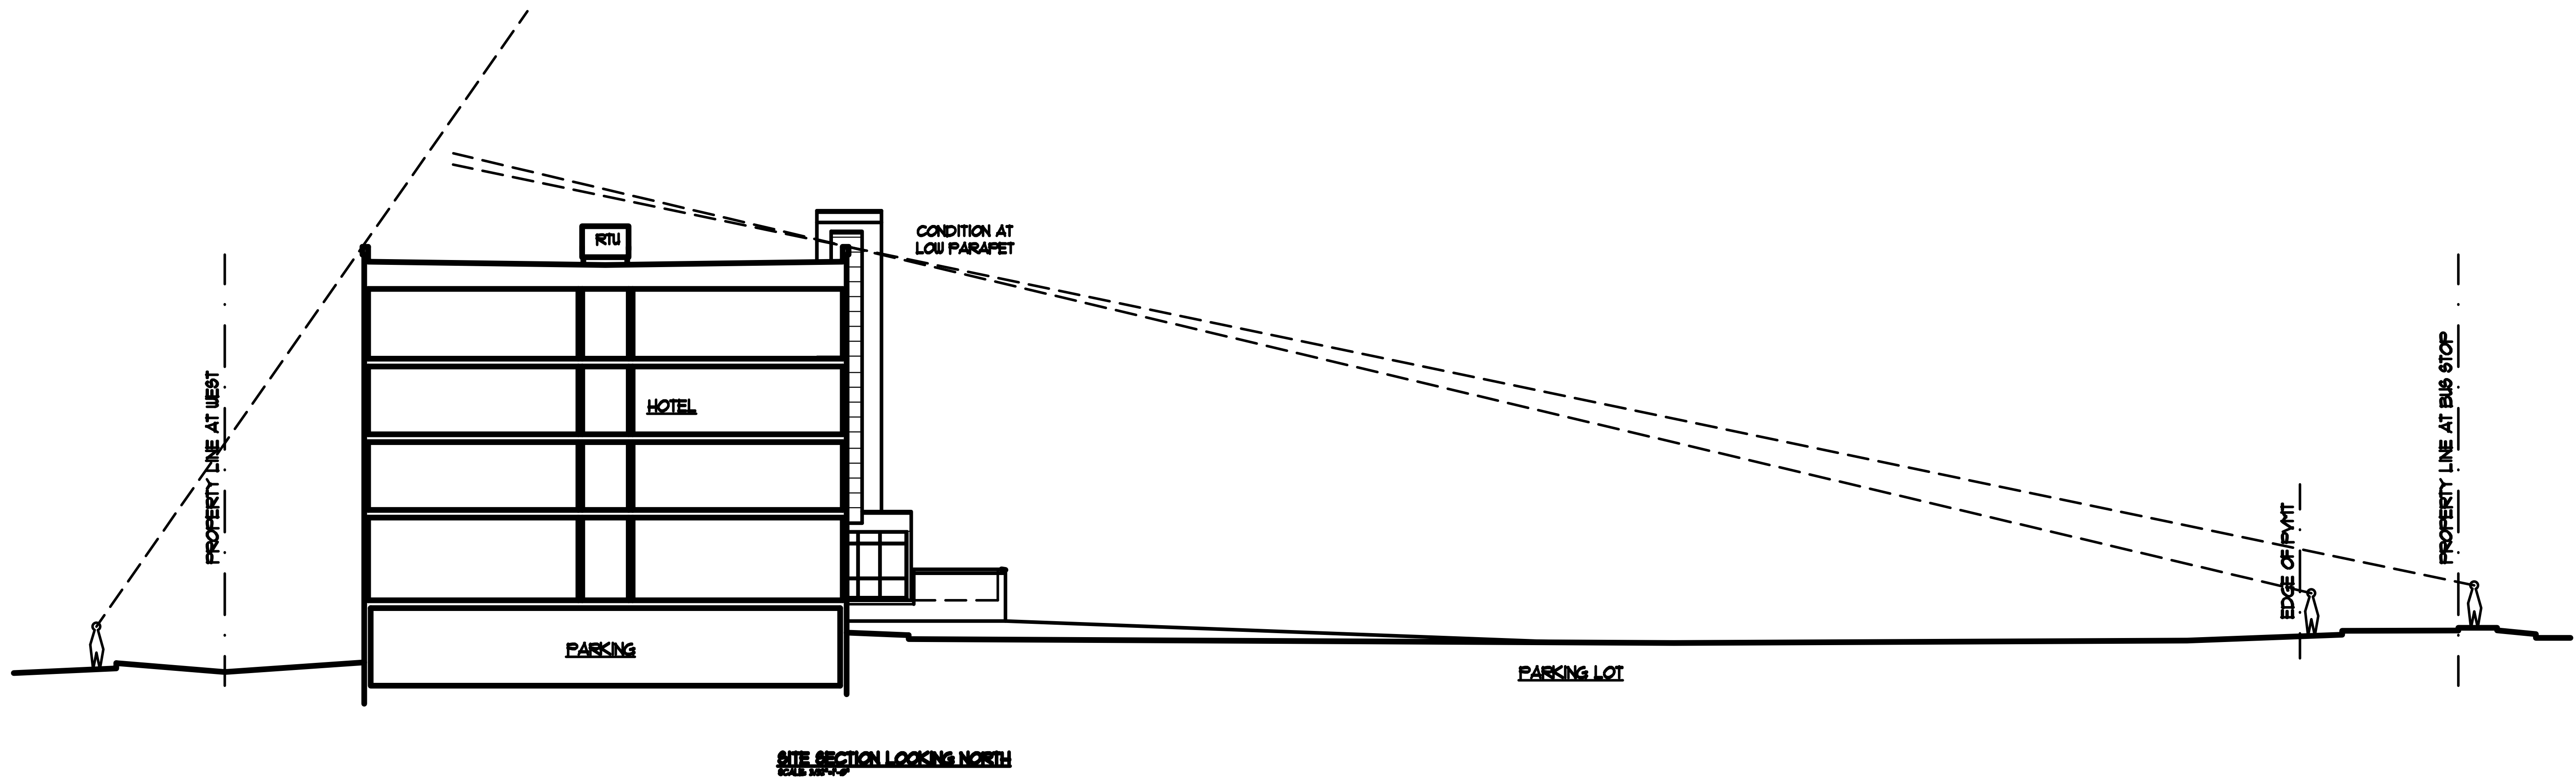 RTU
CONDITION AT
LOW PARAPET
HOTEL
PROPERTY LINE AT WEST
PROPERTY LINE AT BUS STOP
EDGE OF/PVMT
PARKING
PARKING LOT
SITE SECTION LOOKING NORTH
SCALE: